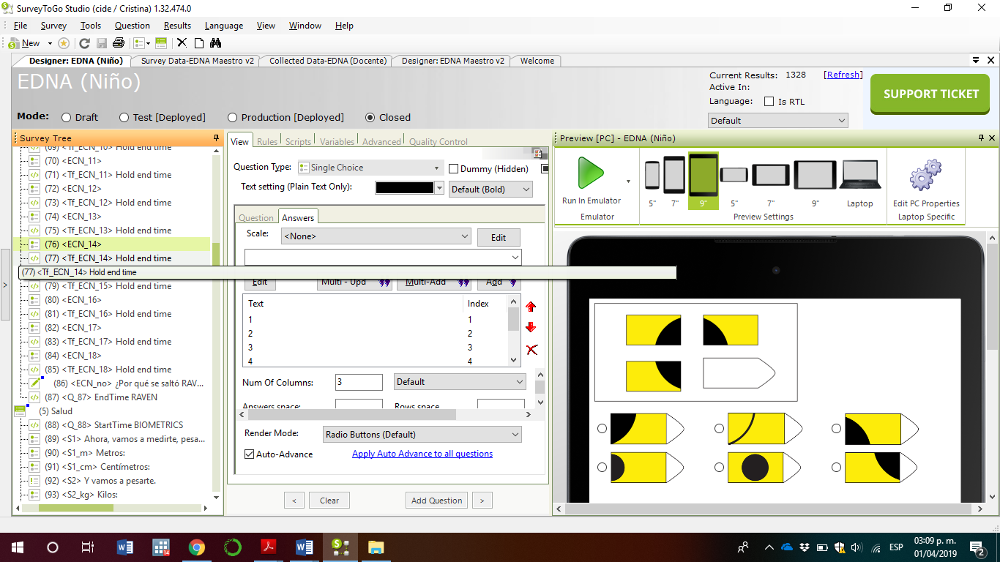 SurveyToGo Studio (cide / Cristina) 1.32.474.0
File Survey Tools Question Results Language View Window Help
New
Designer: EDNA (Niño) Survey Data-EDNA Maestro v2 Collected Data-EDNA (Docente) Designer: EDNA Maestro v2 Welcome
EDNA (Niño)
Current Results: 1328 [Refresh]
Active In:
Language: Is RTL
Default
SUPPORT TICKET
Mode: Draft Test [Deployed] Production [Deployed] Closed
Survey Tree
(69) <Tf_ECN_10> Hold end time
(70) <ECN_11>
(71) <Tf_ECN_11> Hold end time
(72) <ECN_12>
(73) <Tf_ECN_12> Hold end time
(74) <ECN_13>
(75) <Tf_ECN_13> Hold end time
(76) <ECN_14>
(77) <Tf_ECN_14> Hold end time
(77) <Tf_ECN_14> Hold end time
(79) <Tf_ECN_15> Hold end time
(80) <ECN_16>
(81) <Tf_ECN_16> Hold end time
(82) <ECN_17>
(83) <Tf_ECN_17> Hold end time
(84) <ECN_18>
(85) <Tf_ECN_18> Hold end time
(86) <ECN_no> ¿Por qué se saltó RAV...
(87) <Q_87> EndTime RAVEN
(5) Salud
(88) <Q_88> StartTime BIOMETRICS
(89) <S1> Ahora, vamos a medirte, pesa...
(90) <S1_m> Metros:
(91) <S1_cm> Centímetros:
(92) <S2> Y vamos a pesarte.
(93) <S2_kg> Kilos:
View Rules Scripts Variables Advanced Quality Control
Question Type: Single Choice Dummy (Hidden)
Text setting (Plain Text Only): Default (Bold)
Question Answers
Scale: <None> Edit
Edit Multi - Upd Multi-Add Add
Text Index
1 1
2 2
3 3
4 4
Num Of Columns: 3 Default
Answers space: Rows space
Render Mode: Radio Buttons (Default)
Auto-Advance Apply Auto Advance to all questions
< Clear Add Question >
Preview [PC] - EDNA (Niño)
Run In Emulator
Emulator
5" 7" 9" 5" 7" 9" Laptop
Preview Settings
Edit PC Properties
Laptop Specific
14
ESP
03:09 p. m.
01/04/2019
2